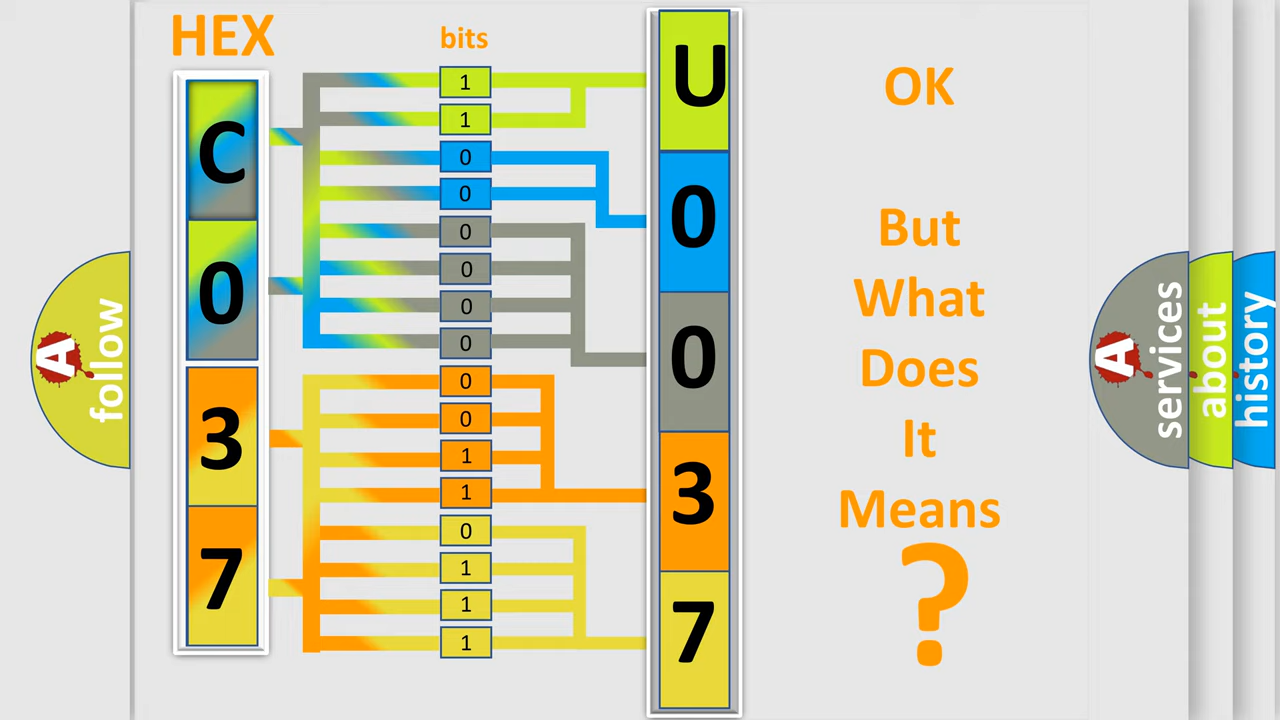 HEX
bits
C
0
3
7
1
1
0
0
0
0
0
0
0
0
1
1
0
1
1
1
U
0
0
3
7
OK
But
What
Does
It
Means
?
A
follow
A
services
about
history